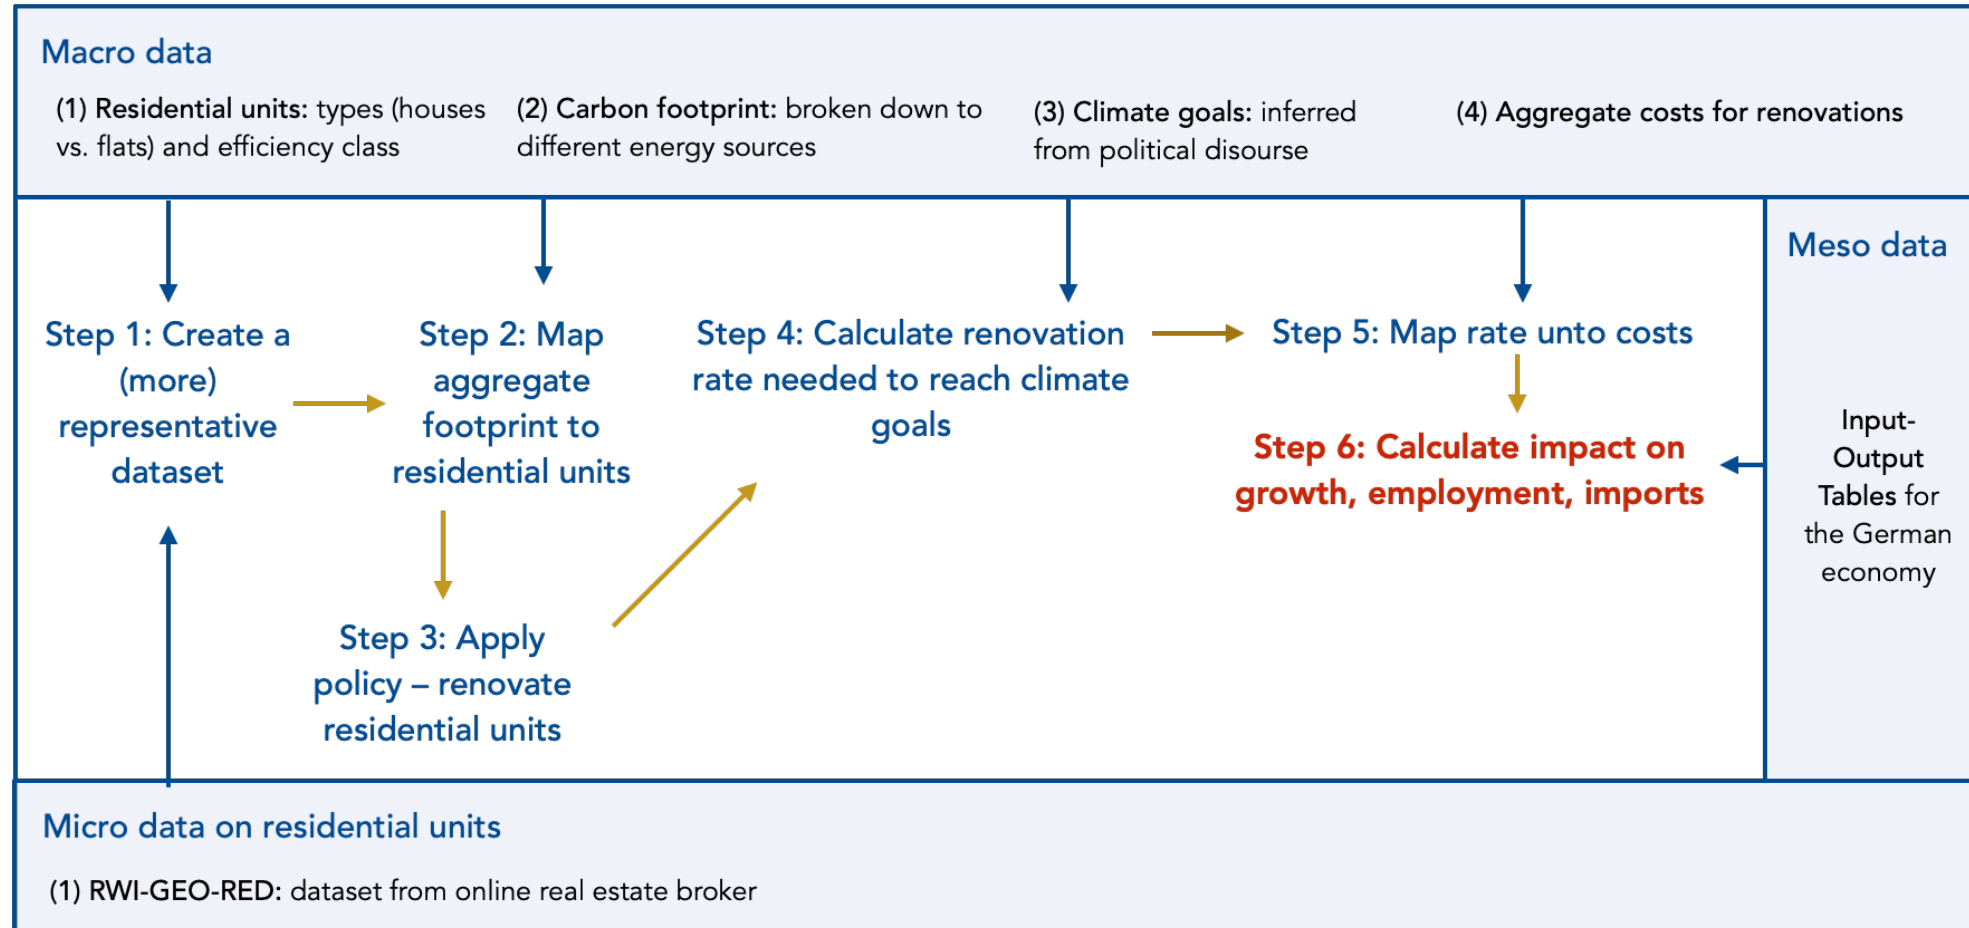 Macro data
(1) Residential units: types (houses
vs. flats) and efficiency class
(2) Carbon footprint: broken down to
different energy sources
(3) Climate goals: inferred
from political disourse
(4) Aggregate costs for renovations
Meso data
Input-
Output
Tables for
the German
economy
Step 1: Create a
(more)
representative
dataset
Step 2: Map
aggregate
footprint to
residential units
Step 3: Apply
policy – renovate
residential units
Step 4: Calculate renovation
rate needed to reach climate
goals
Step 5: Map rate unto costs
Step 6: Calculate impact on
growth, employment, imports
Micro data on residential units
(1) RWI-GEO-RED: dataset from online real estate broker